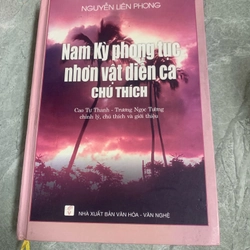 NGUYỄN LIÊN PHONG
Nam Kỳ phong tục
nhơn vật diễn ca
CHÚ THÍCH
Cao Tự Thanh - Trương Ngọc Tường
chỉnh lý, chú thích và giới thiệu
NHÀ XUẤT BẢN VĂN HÓA - VĂN NGHỆ